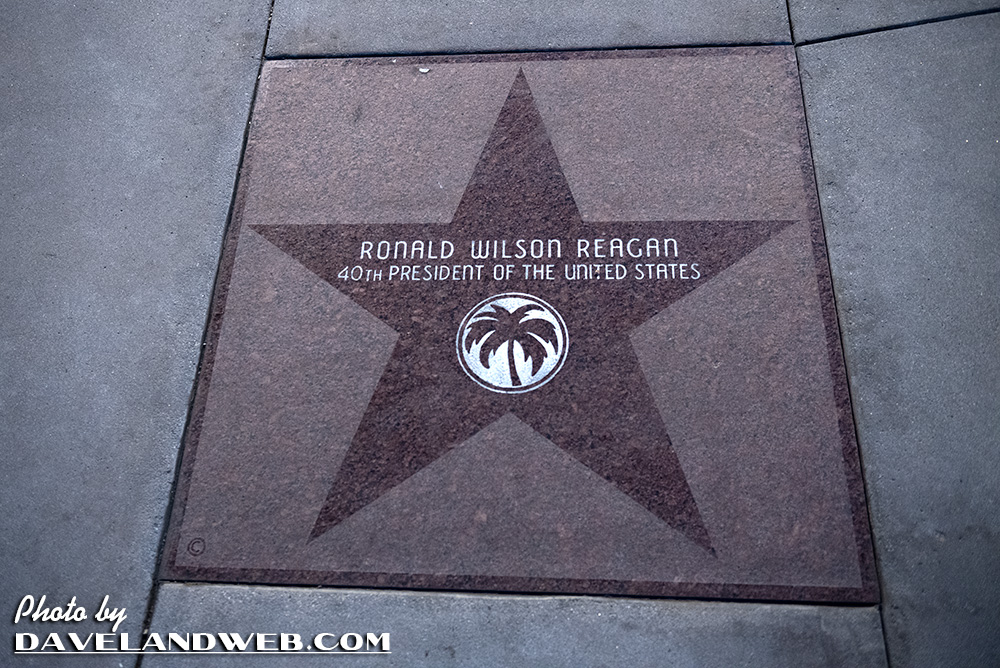 RONALD WILSON REAGAN
40TH PRESIDENT OF THE UNITED STATES
©
Photo by
DAVELANDWEB.COM